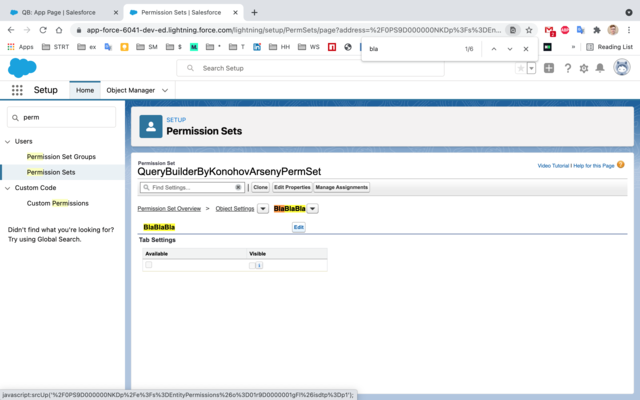 QB: App Page | Salesforce
Permission Sets | Salesforce
app-force-6041-dev-ed.lightning.force.com/lightning/setup/PermSets/page?address=%2F0PS9D000000NKDp%3Fs%3DEn...
bla
1/6
Apps
STRT
ex
SM
$
*
T
HH
WS
»
Reading List
Search Setup
Setup
Home
Object Manager
perm
Users
Permission Set Groups
Permission Sets
Custom Code
Custom Permissions
Didn't find what you're looking for?
Try using Global Search.
SETUP
Permission Sets
Permission Set
QueryBuilderByKonohovArsenyPermSet
Video Tutorial | Help for this Page
Find Settings...
Clone
Edit Properties
Manage Assignments
Permission Set Overview > Object Settings BlaBlaBla
BlaBlaBla
Edit
Tab Settings
Available
Visible
javascript:srcUp('%2F0PS9D000000NKDp%2Fe%3Fs%3DEntityPermissions%26o%3D01r9D0000001gFl%26isdtp%3Dp1');